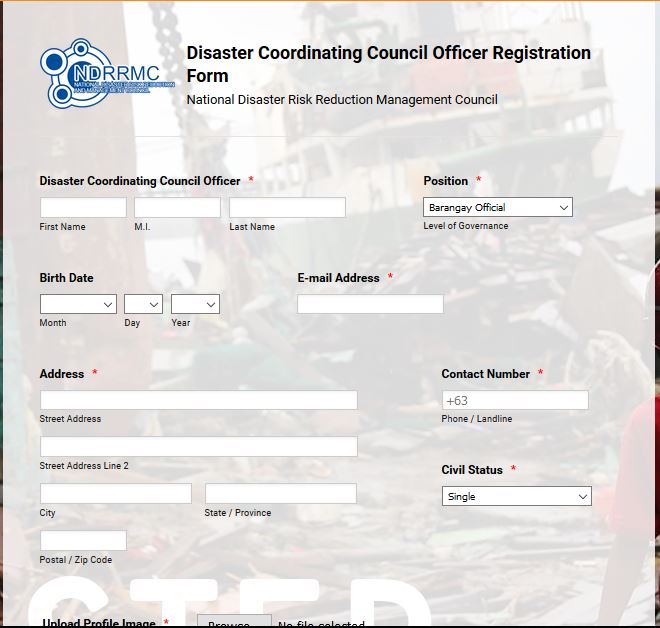 Disaster Coordinating Council Officer Registration
Form
National Disaster Risk Reduction Management Council
NDRRMC
Disaster Coordinating Council Officer *
First Name M.I. Last Name
Position *
Barangay Official
Level of Governance
Birth Date
Month Day Year
E-mail Address *
Address *
Street Address
Street Address Line 2
City State / Province
Postal / Zip Code
Contact Number *
+63
Phone / Landline
Civil Status *
Single
STEP
Upload Profile Image * Browse... No file selected.